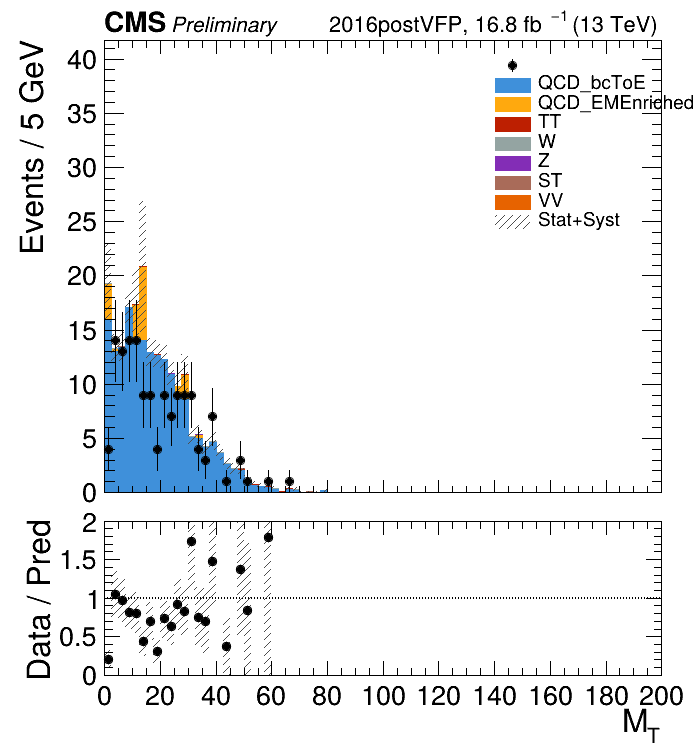 CMS Preliminary 2016postVFP, 16.8 fb⁻¹ (13 TeV)
Events / 5 GeV
40
35
30
25
20
15
10
5
0
QCD_bcToE
QCD_EMEnriched
TT
W
Z
ST
VV
Stat+Syst
Data / Pred
2
1.5
1
0.5
0
0 20 40 60 80 100 120 140 160 180 200
M_T